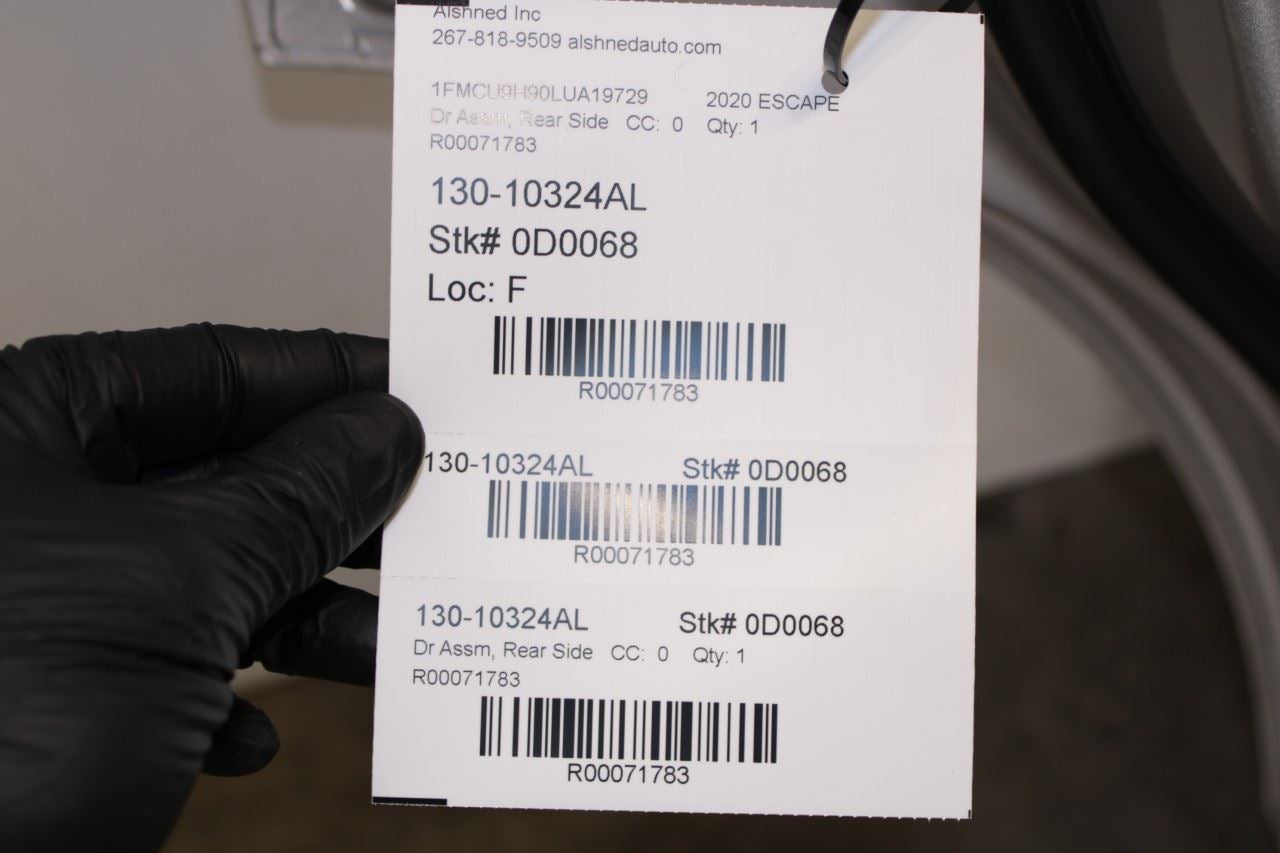 Alshned Inc
267-818-9509 alshnedauto.com
1FMCU9H90LUA19729 2020 ESCAPE
Dr Assm, Rear Side CC: 0 Qty: 1
R00071783
130-10324AL
Stk# 0D0068
Loc: F
R00071783
130-10324AL Stk# 0D0068
R00071783
130-10324AL Stk# 0D0068
Dr Assm, Rear Side CC: 0 Qty: 1
R00071783
R00071783